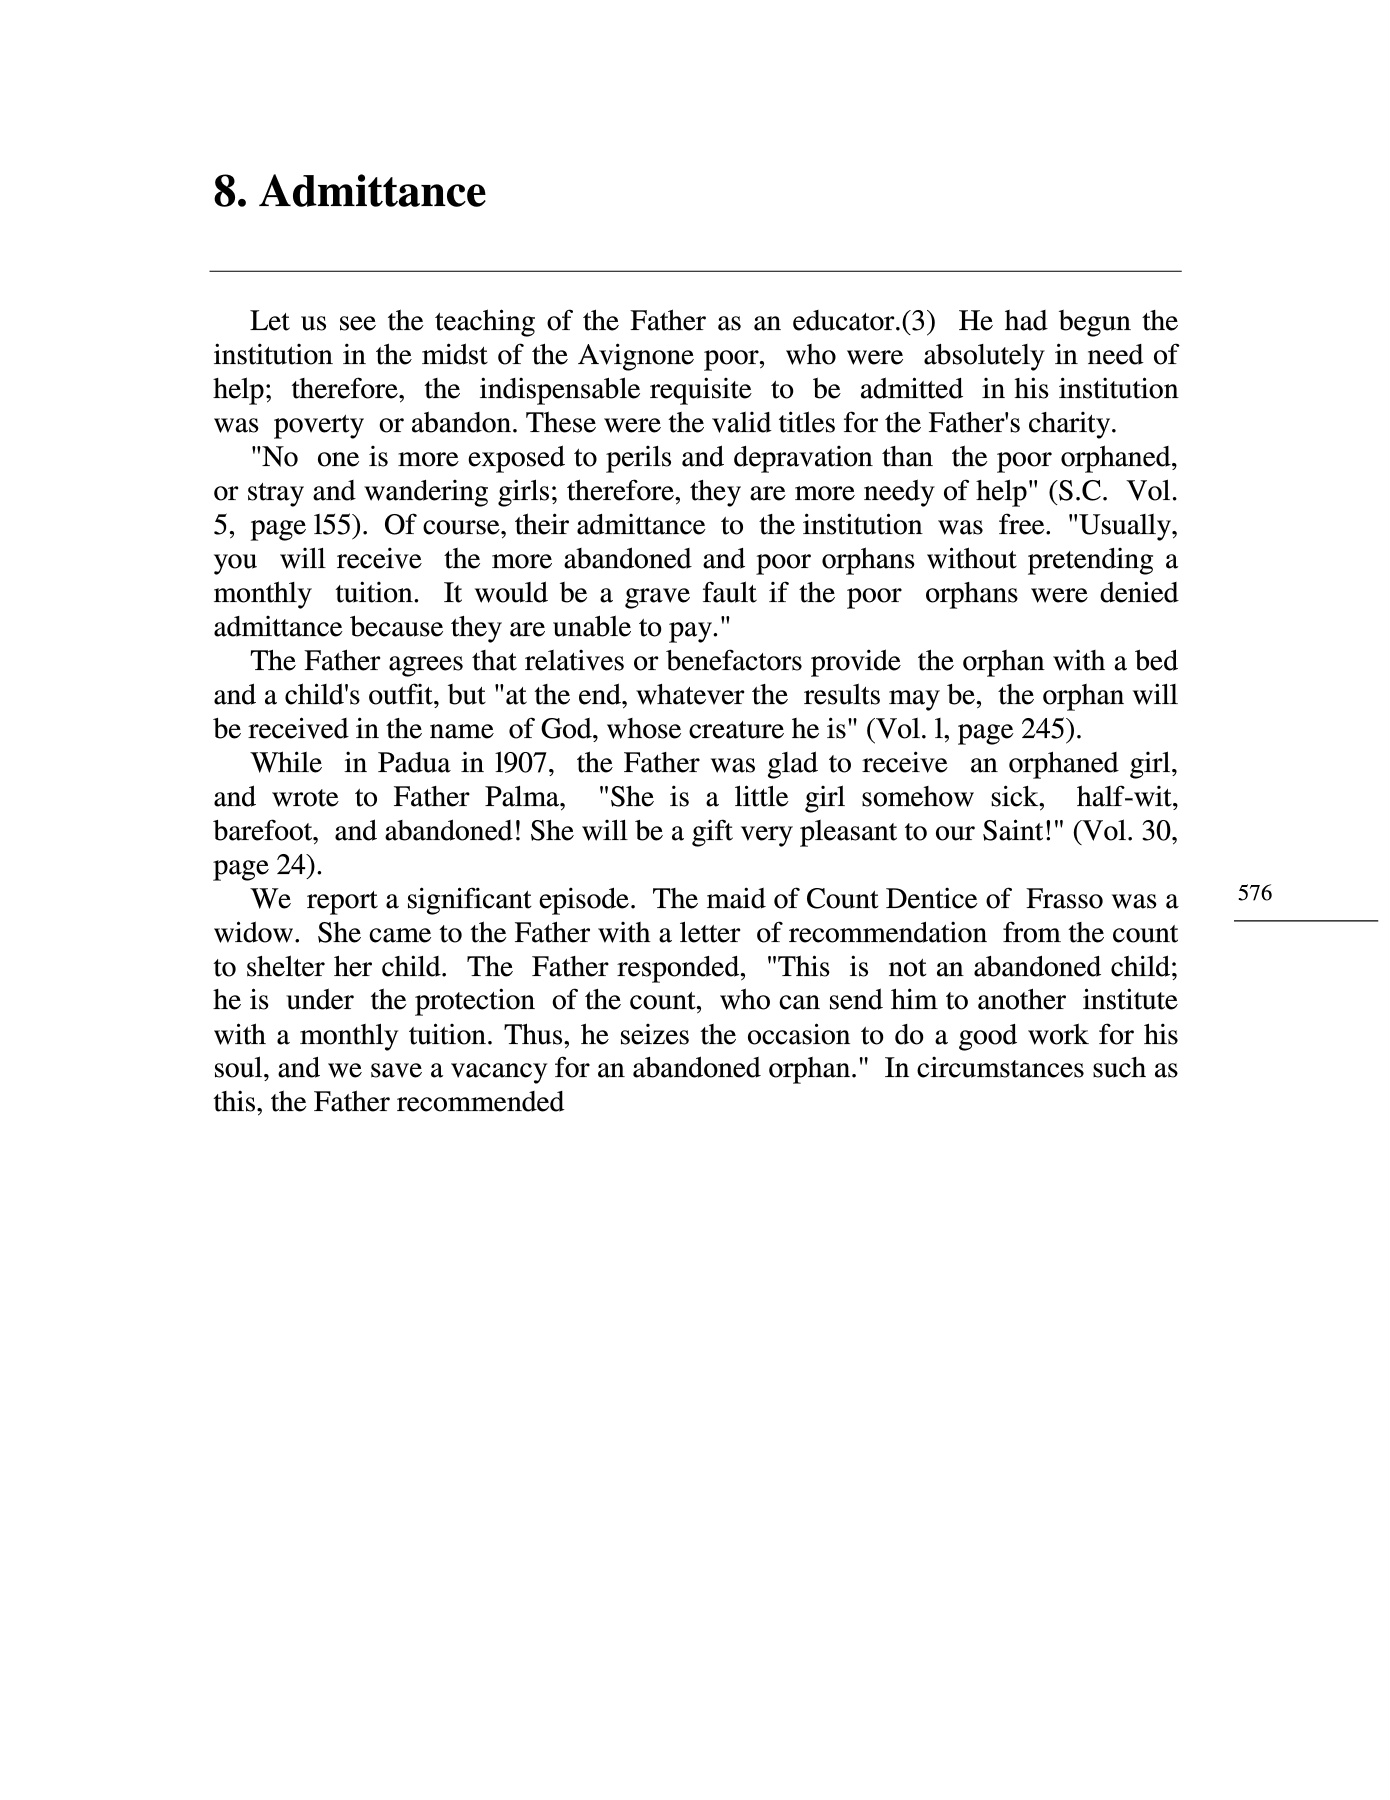 8. Admittance
Let us see the teaching of the Father as an educator.(3) He had begun the
institution in the midst of the Avignone poor, who were absolutely in need of
help; therefore, the indispensable requisite to be admitted in his institution
was poverty or abandon. These were the valid titles for the Father's charity.
"No one is more exposed to perils and depravation than the poor orphaned,
or stray and wandering girls; therefore, they are more needy of help" (S.C. Vol.
5, page l55). Of course, their admittance to the institution was free. "Usually,
you will receive the more abandoned and poor orphans without pretending a
monthly tuition. It would be a grave fault if the poor orphans were denied
admittance because they are unable to pay."
The Father agrees that relatives or benefactors provide the orphan with a bed
and a child's outfit, but "at the end, whatever the results may be, the orphan will
be received in the name of God, whose creature he is" (Vol. l, page 245).
While in Padua in l907, the Father was glad to receive an orphaned girl,
and wrote to Father Palma, "She is a little girl somehow sick, half-wit,
barefoot, and abandoned! She will be a gift very pleasant to our Saint!" (Vol. 30,
page 24).
We report a significant episode. The maid of Count Dentice of Frasso was a
widow. She came to the Father with a letter of recommendation from the count
to shelter her child. The Father responded, "This is not an abandoned child;
he is under the protection of the count, who can send him to another institute
with a monthly tuition. Thus, he seizes the occasion to do a good work for his
soul, and we save a vacancy for an abandoned orphan." In circumstances such as
this, the Father recommended
576